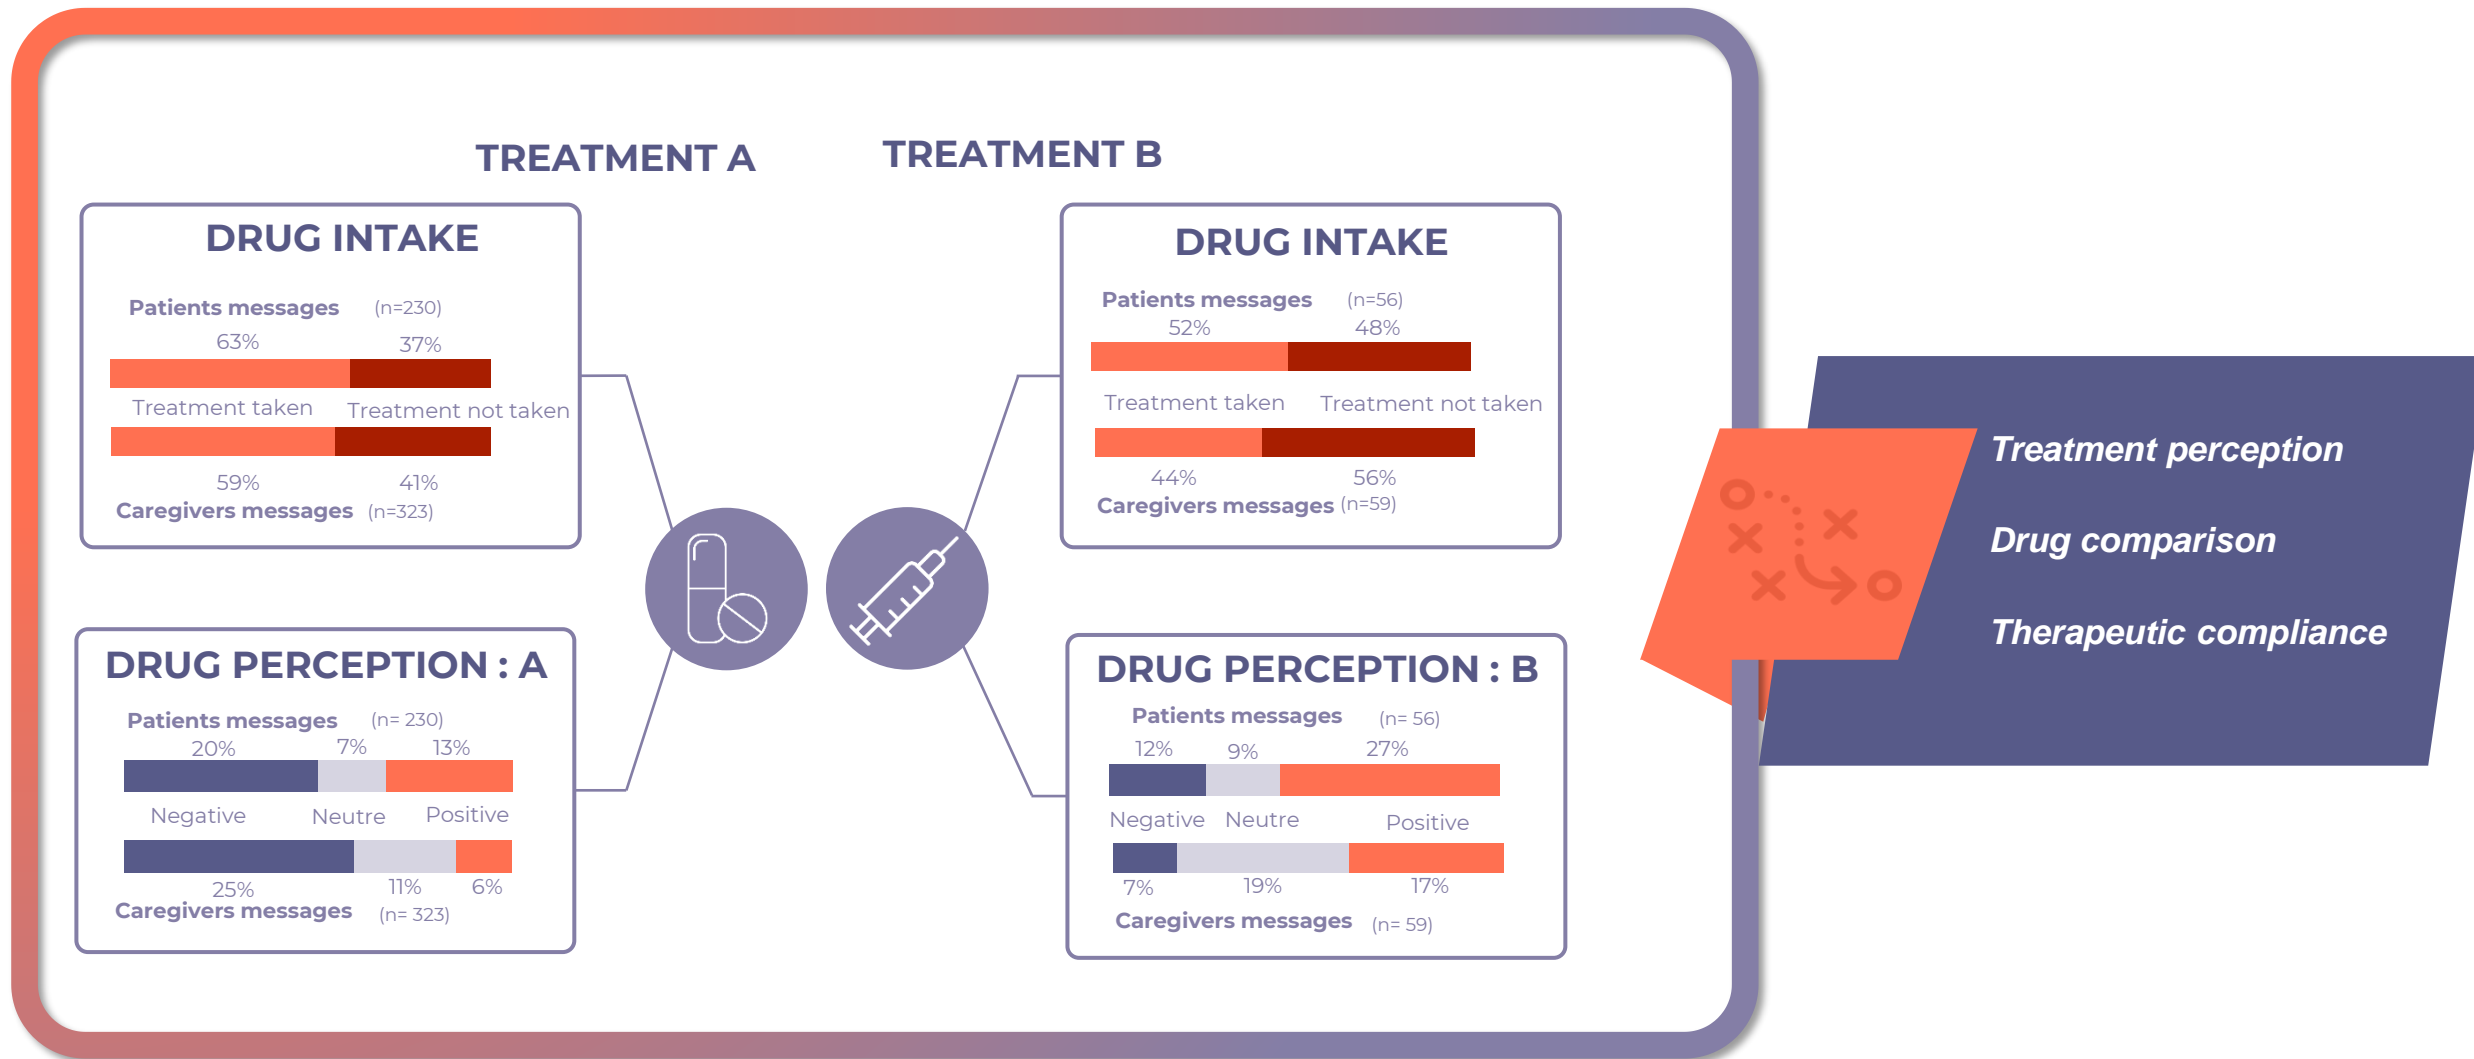 TREATMENT A
DRUG INTAKE
Patients messages (n=230)
63% 37%
Treatment taken Treatment not taken
59% 41%
Caregivers messages (n=323)
DRUG PERCEPTION : A
Patients messages (n= 230)
20% 7% 13%
Negative Neutre Positive
25% 11% 6%
Caregivers messages (n= 323)
TREATMENT B
DRUG INTAKE
Patients messages (n=56)
52% 48%
Treatment taken Treatment not taken
44% 56%
Caregivers messages (n=59)
DRUG PERCEPTION : B
Patients messages (n= 56)
12% 9% 27%
Negative Neutre Positive
7% 19% 17%
Caregivers messages (n= 59)
Treatment perception
Drug comparison
Therapeutic compliance